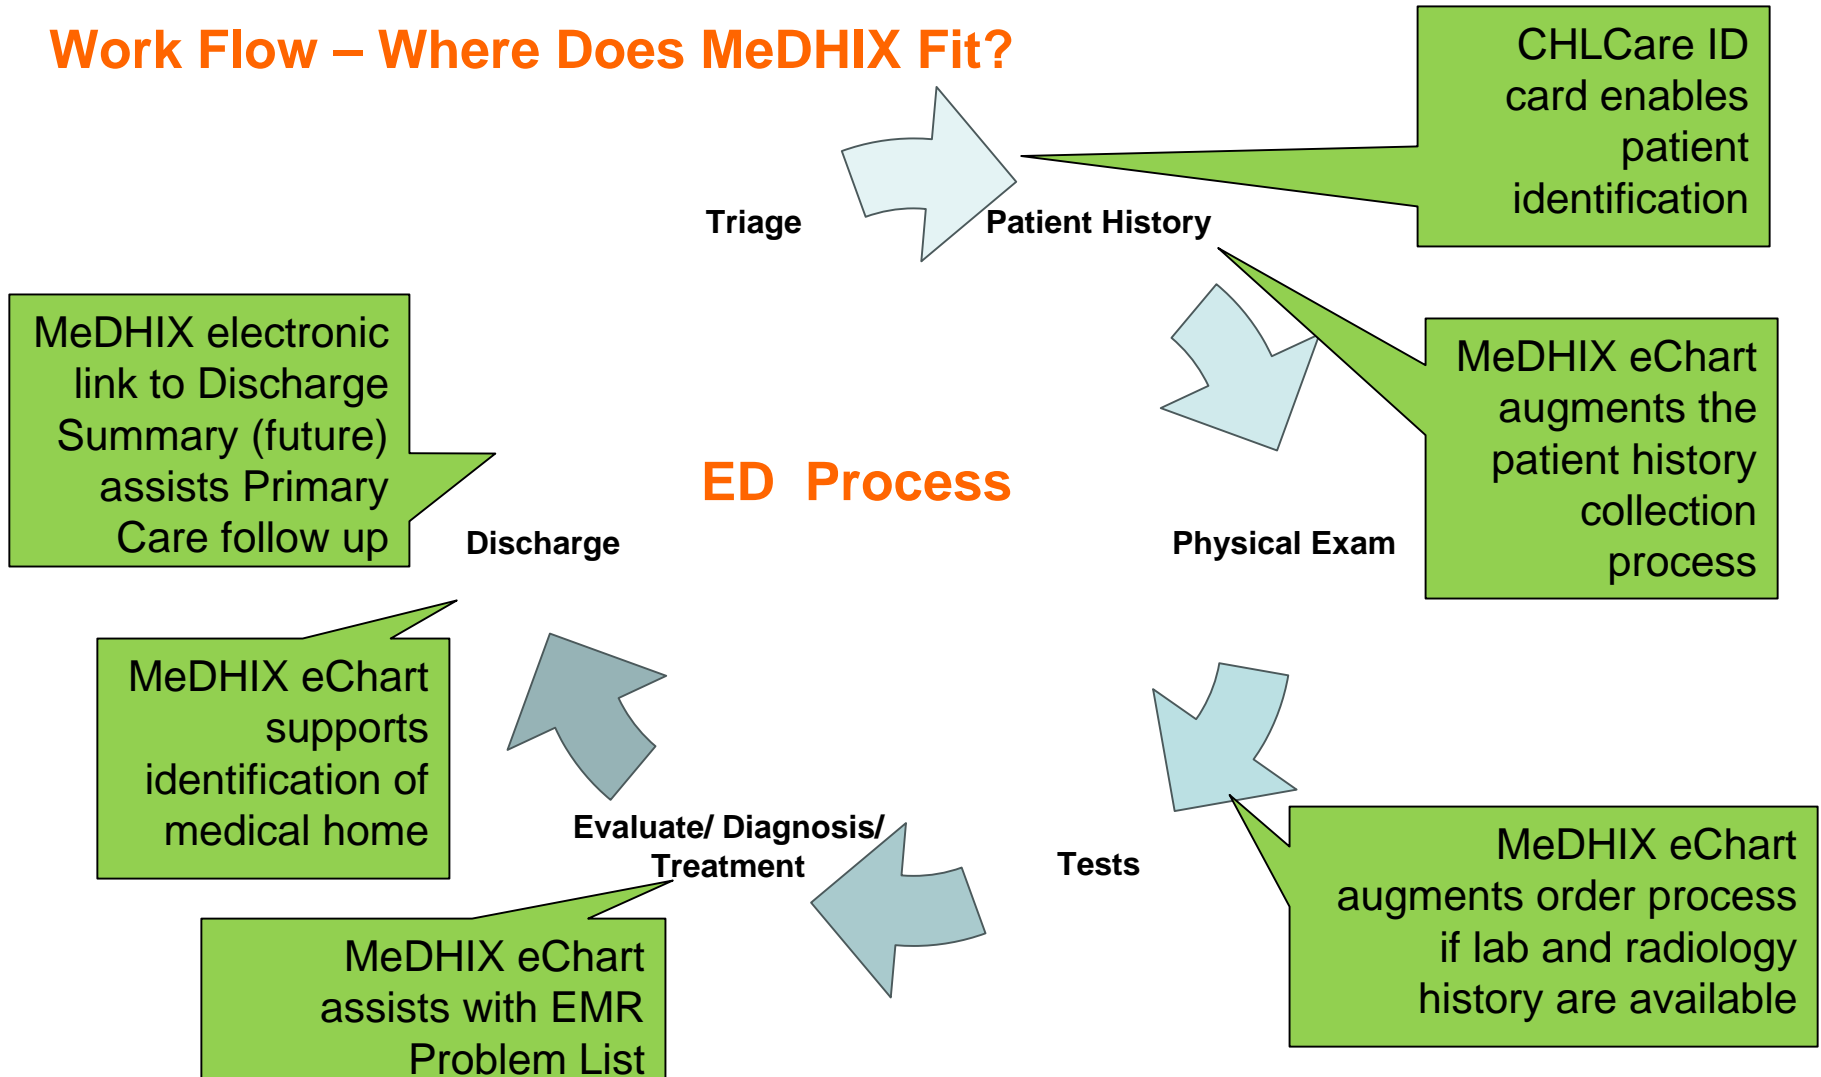 Work Flow – Where Does MeDHIX Fit?
CHLCare ID
card enables
patient
identification
Triage
Patient History
MeDHIX electronic
link to Discharge
Summary (future)
assists Primary
Care follow up
MeDHIX eChart
augments the
patient history
collection
process
ED Process
Discharge
Physical Exam
MeDHIX eChart
supports
identification of
medical home
Evaluate/ Diagnosis/
Treatment
Tests
MeDHIX eChart
augments order process
if lab and radiology
history are available
MeDHIX eChart
assists with EMR
Problem List